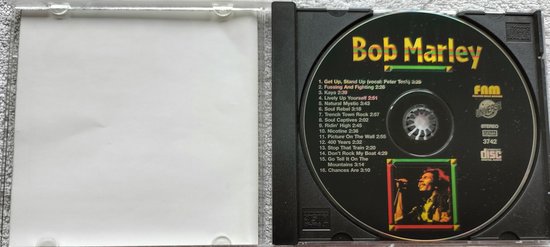 Bob Marley
1. Get Up, Stand Up (vocal: Peter Tosh) 3:25
2. Fussing And Fighting 2:26
3. Kaya 2:39
4. Lively Up Yourself 2:51
5. Natural Mystic 3:43
6. Soul Rebel 3:18
7. Trench Town Rock 2:57
8. Soul Captives 2:02
9. Ridin' High 2:45
10. Nicotine 2:36
11. Picture On The Wall 2:55
12. 400 Years 2:32
13. Stop That Train 2:20
14. Don't Rock My Boat 4:29
15. Go Tell It On The
Mountains 3:14
16. Chances Are 3:10
FNM
STEREO
3742
disc